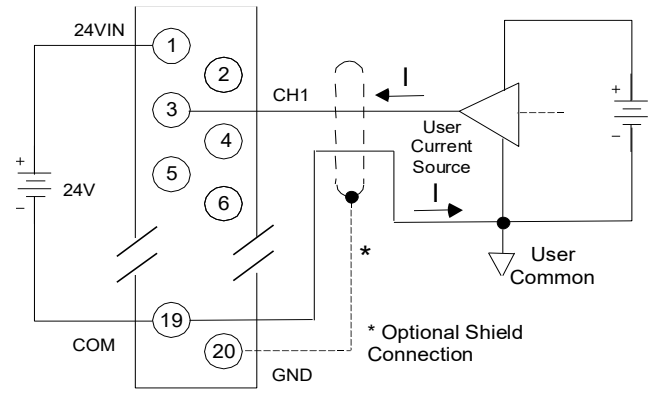 24VIN
1
2
3
CH1
I
+
−
User
Current
Source
4
5
+
24V
−
6
I
*
User
Common
19
COM
20
GND
* Optional Shield
Connection